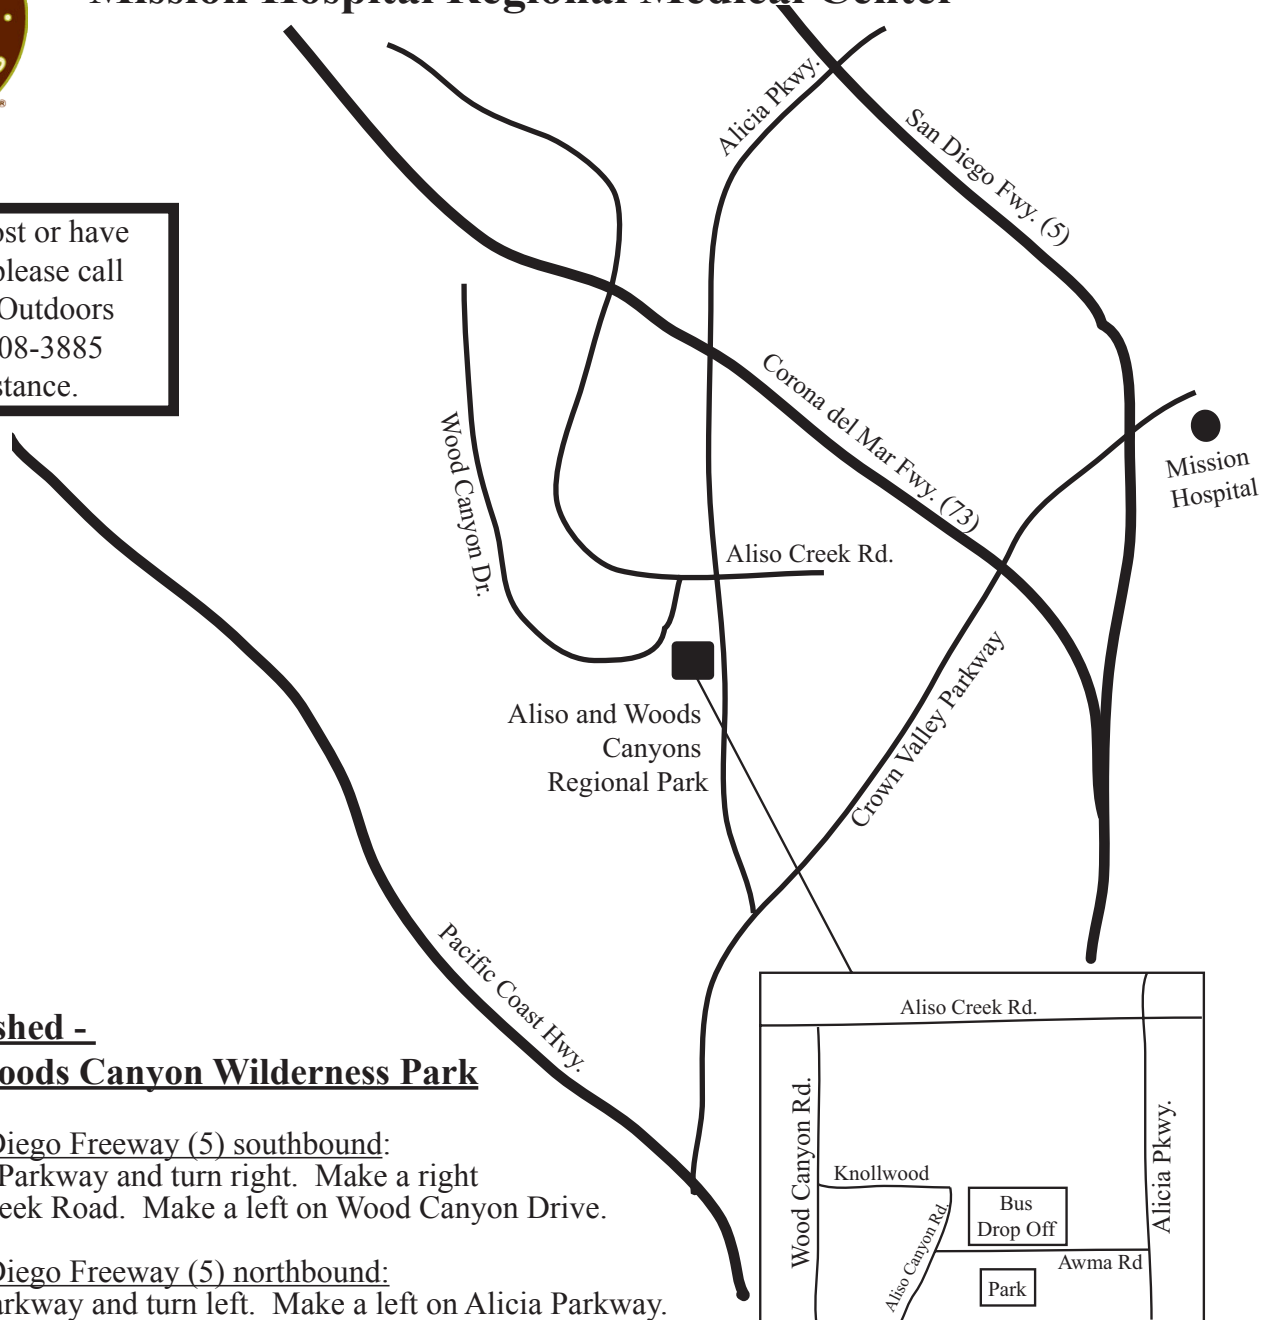 Mission Hospital Regional Medical Center
Alicia Pkwy.
San Diego Fwy. (5)
ost or have
please call
Outdoors
08-3885
stance.
Corona del Mar Fwy. (73)
Wood Canyon Dr.
Mission
Hospital
Aliso Creek Rd.
Aliso and Woods
Canyons
Regional Park
Crown Valley Parkway
Pacific Coast Hwy.
shed -
oods Canyon Wilderness Park
Diego Freeway (5) southbound:
Parkway and turn right. Make a right
eek Road. Make a left on Wood Canyon Drive.
Diego Freeway (5) northbound:
arkway and turn left. Make a left on Alicia Parkway.
Aliso Creek Rd.
Wood Canyon Rd.
Alicia Pkwy.
Knollwood
Bus
Drop Off
Aliso Canyon Rd.
Awma Rd
Park